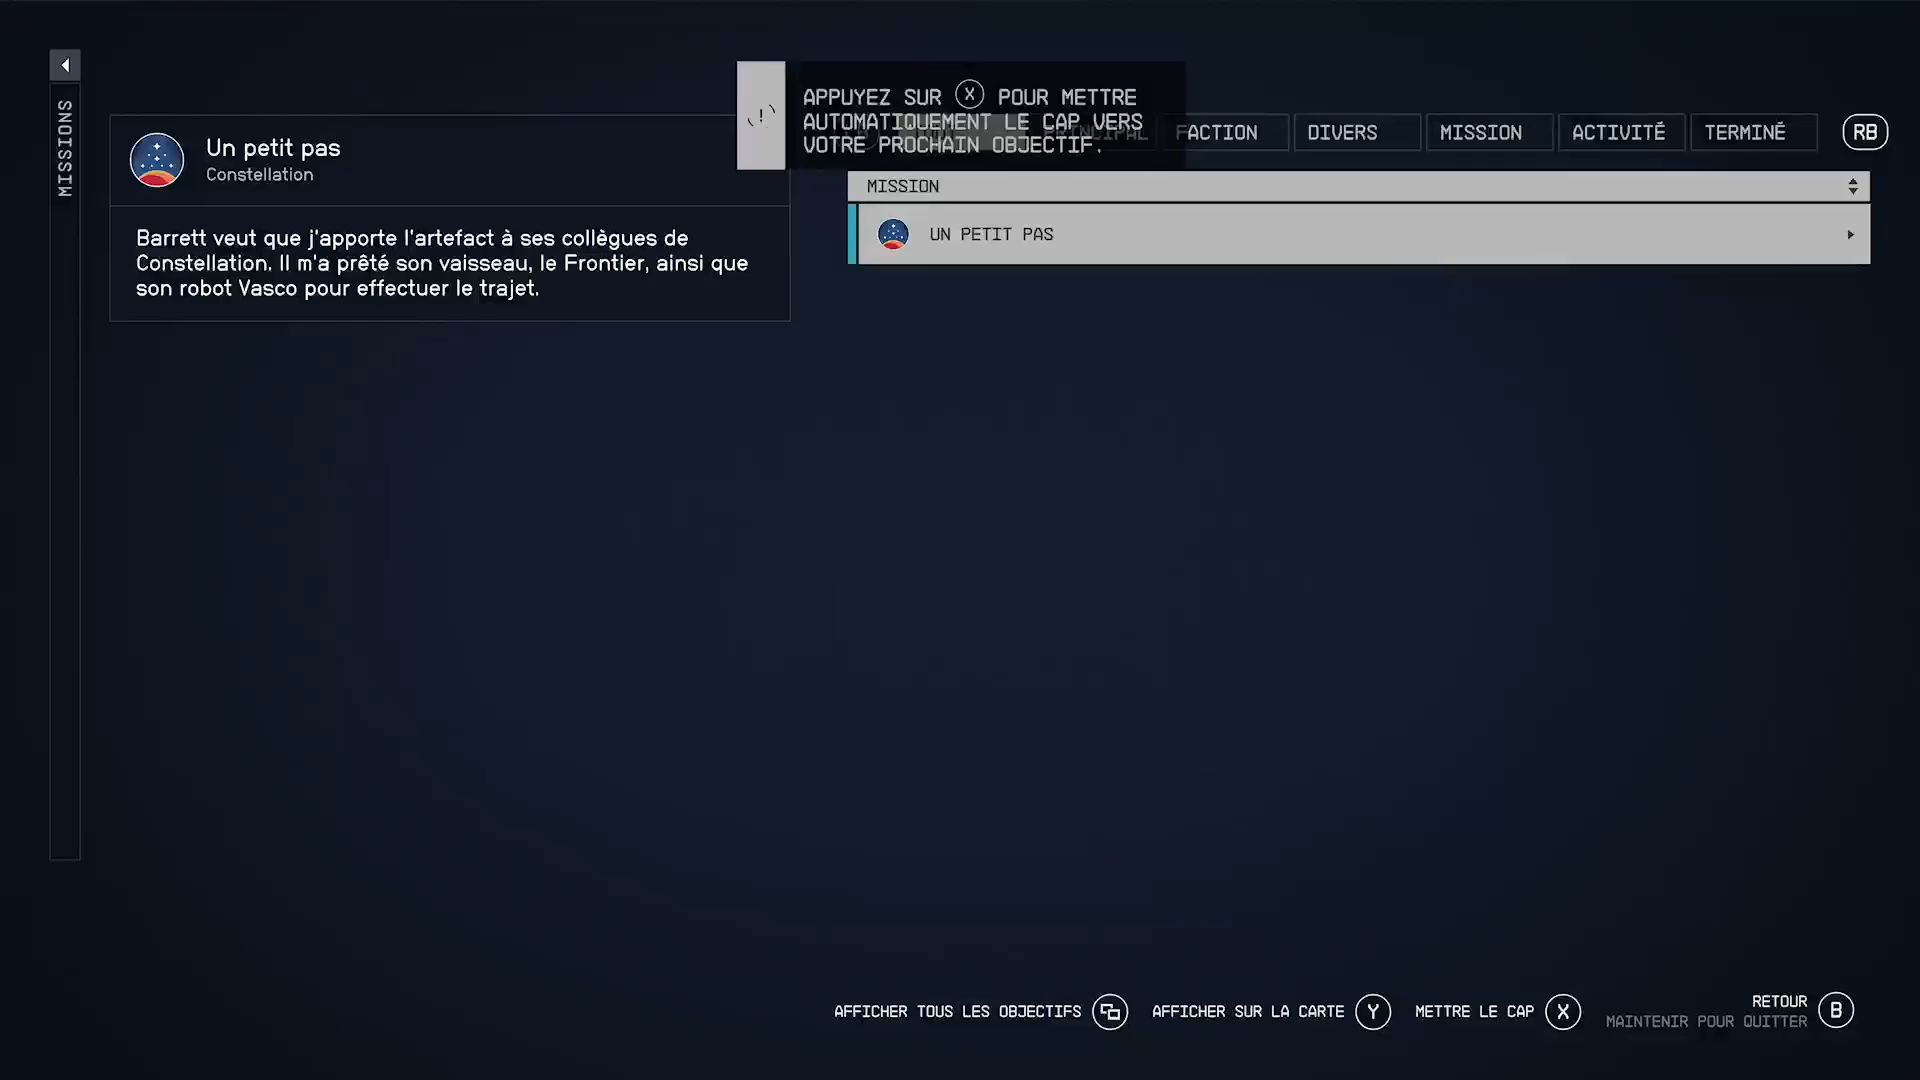 MISSIONS
Un petit pas
Constellation
Barrett veut que j'apporte l'artefact à ses collègues de
Constellation. Il m'a prêté son vaisseau, le Frontier, ainsi que
son robot Vasco pour effectuer le trajet.
!
APPUYEZ SUR X POUR METTRE
AUTOMATIQUEMENT LE CAP VERS
VOTRE PROCHAIN OBJECTIF.
PRINCIPAL
FACTION
DIVERS
MISSION
ACTIVITÉ
TERMINÉ
RB
MISSION
UN PETIT PAS
AFFICHER TOUS LES OBJECTIFS
AFFICHER SUR LA CARTE Y
METTRE LE CAP X
RETOUR
MAINTENIR POUR QUITTER
B